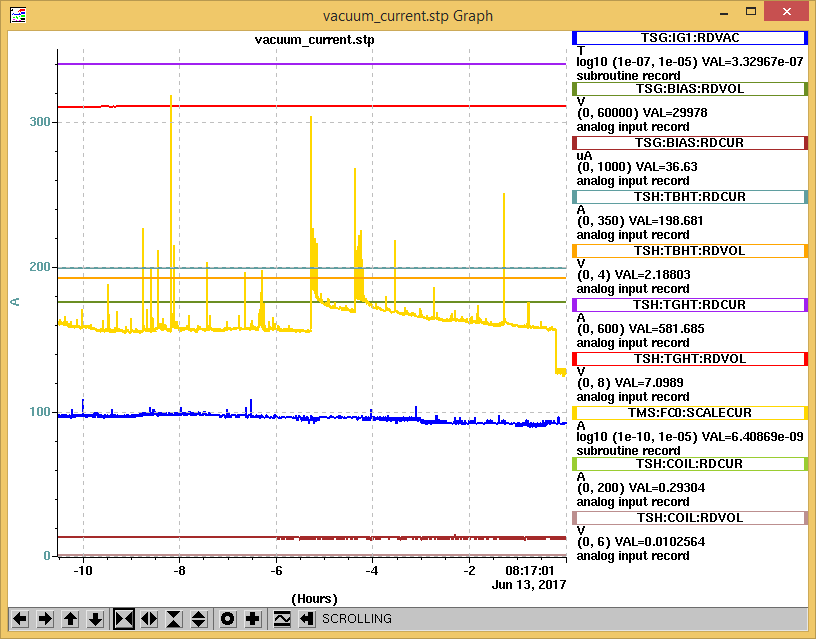 vacuum_current.stp Graph
vacuum_current.stp
300
200
100
0
A
-10
-8
-6
-4
-2
08:17:01
Jun 13, 2017
(Hours)
TSG:IG1:RDVAC
T
log10 (1e-07, 1e-05) VAL=3.32967e-07
subroutine record
TSG:BIAS:RDVOL
V
(0, 60000) VAL=29978
analog input record
TSG:BIAS:RDCUR
uA
(0, 1000) VAL=36.63
analog input record
TSH:TBHT:RDCUR
A
(0, 350) VAL=198.681
analog input record
TSH:TBHT:RDVOL
V
(0, 4) VAL=2.18803
analog input record
TSH:TGHT:RDCUR
A
(0, 600) VAL=581.685
analog input record
TSH:TGHT:RDVOL
V
(0, 8) VAL=7.0989
analog input record
TMS:FC0:SCALECUR
A
log10 (1e-10, 1e-05) VAL=6.40869e-09
subroutine record
TSH:COIL:RDCUR
A
(0, 200) VAL=0.29304
analog input record
TSH:COIL:RDVOL
V
(0, 6) VAL=0.0102564
analog input record
SCROLLING